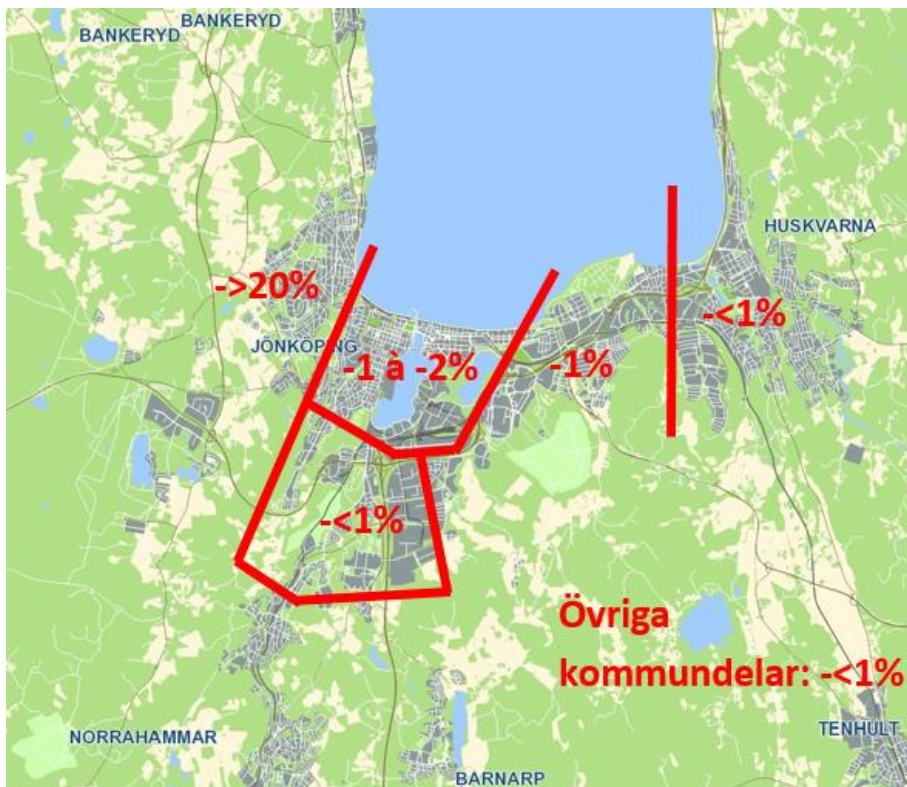 BANKERYD
BANKERYD
HUSKVARNA
->20%
-<1%
JÖNKÖPING
-1 à -2%
-1%
-<1%
Övriga
kommundelar: -<1%
NORRAHAMMAR
TENHULT
BARNARP